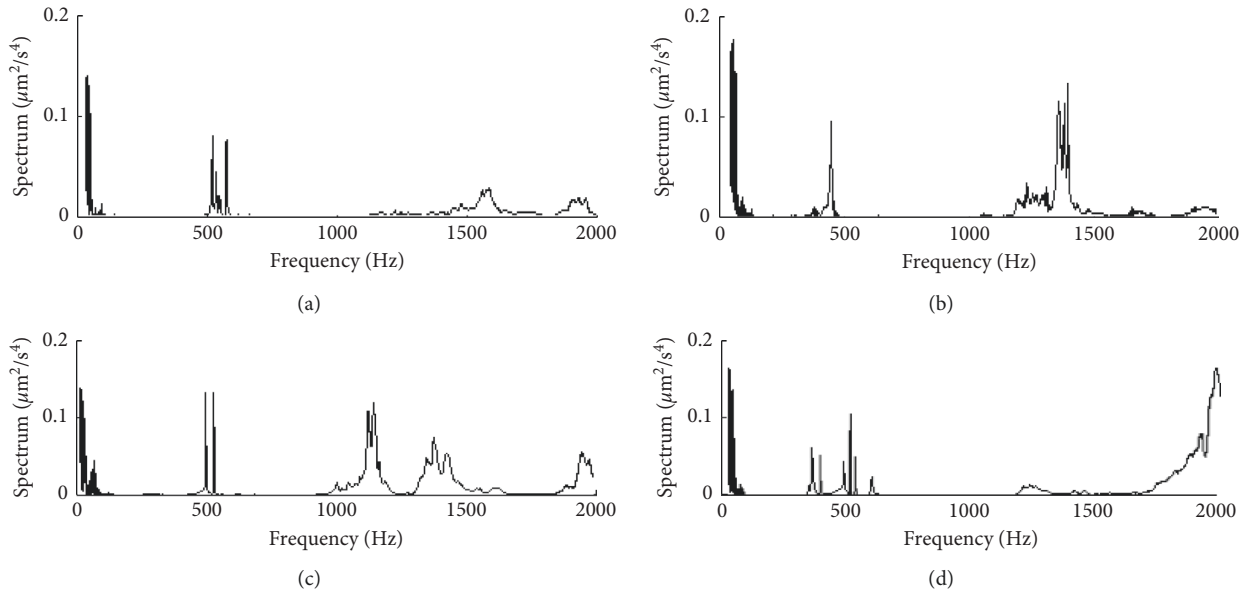 0.2
0.1
0
Spectrum (μm²/s⁴)
0 500 1000 1500 2000
Frequency (Hz)
(a)
0.2
0.1
0
Spectrum (μm²/s⁴)
0 500 1000 1500 2000
Frequency (Hz)
(b)
0.2
0.1
0
Spectrum (μm²/s⁴)
0 500 1000 1500 2000
Frequency (Hz)
(c)
0.2
0.1
0
Spectrum (μm²/s⁴)
0 500 1000 1500 2000
Frequency (Hz)
(d)